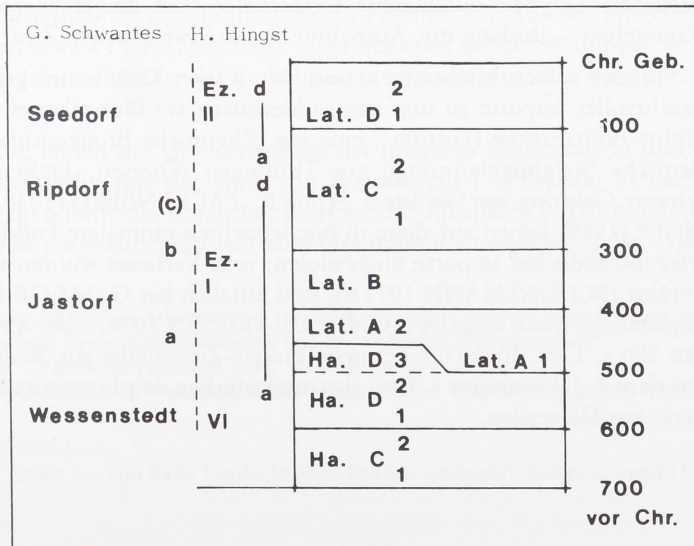 G. Schwantes H. Hingst
Chr. Geb.
Ez. d 2
Seedorf II Lat. D 1 100
a 2
Ripdorf d Lat. C
(c) 1
b 300
Ez.
I Lat. B
Jastorf 400
a Lat. A 2
Ha. D 3 Lat. A 1
500
a Ha. D 2
Wessenstedt VI 1
600
Ha. C 2
1
700
vor Chr.